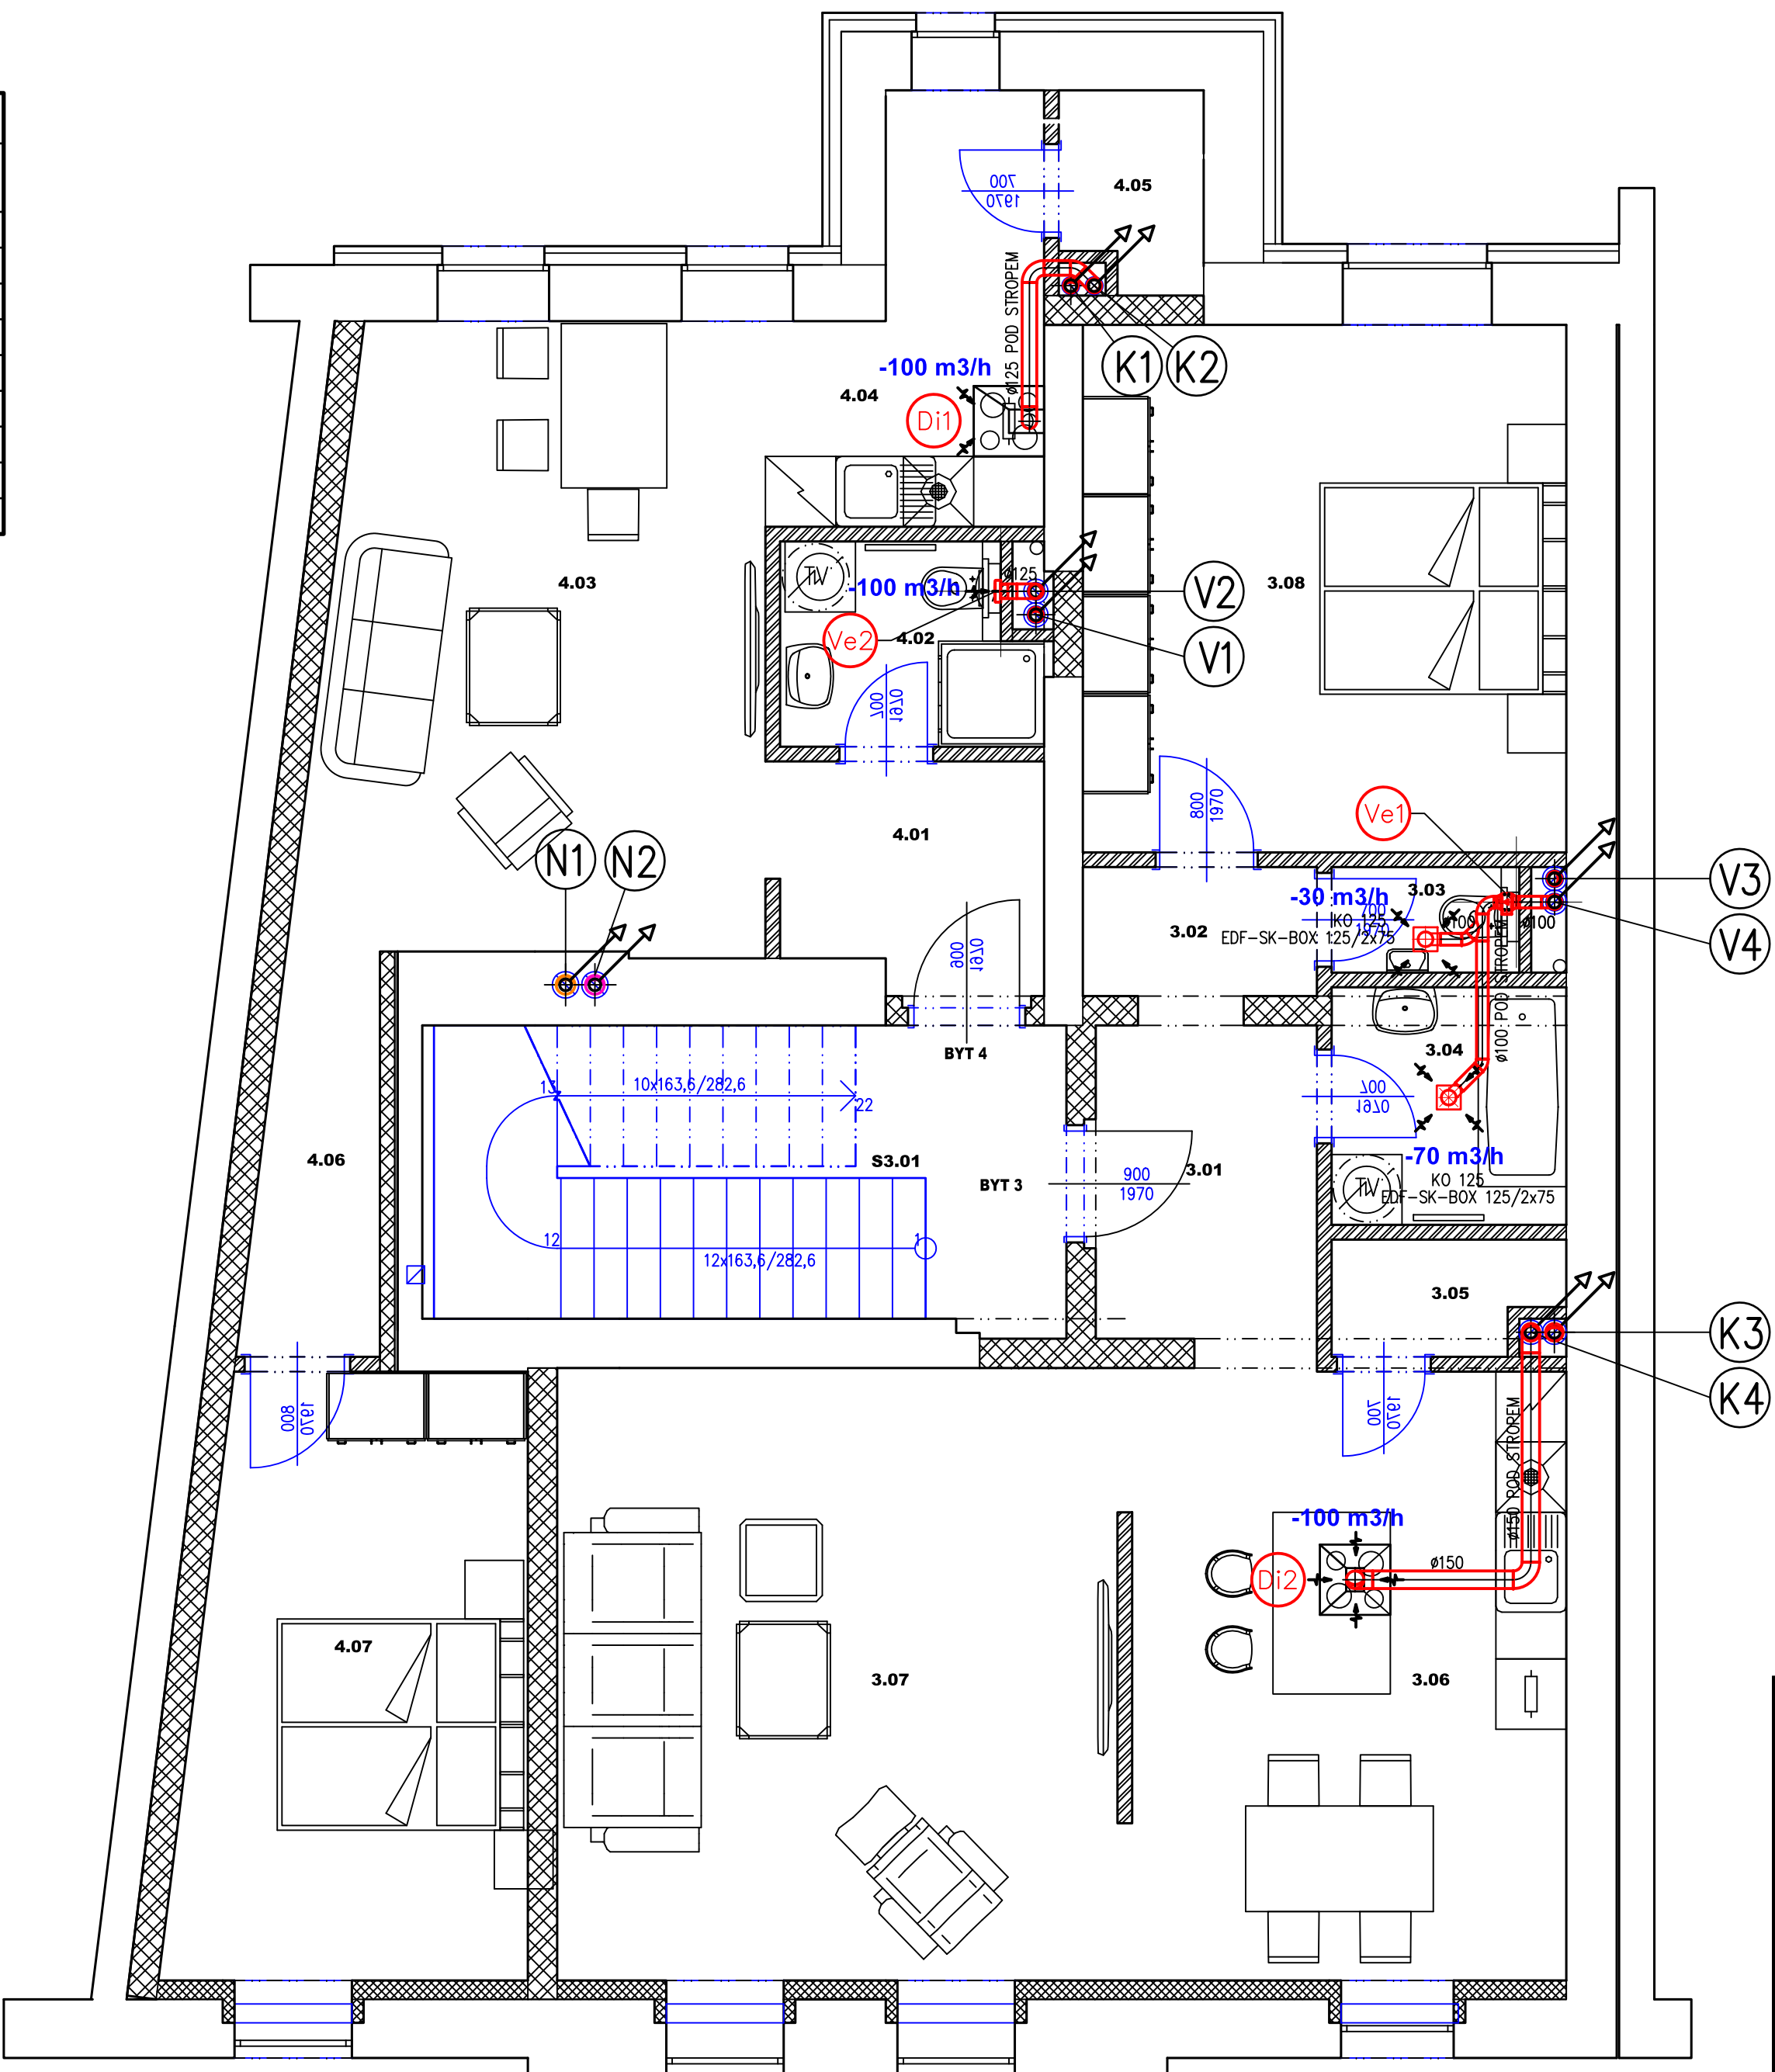 4.05
700
1970
ø125 POD STROPEM
K1
K2
-100 m3/h
4.04
Di1
4.03
TW
-100 m3/h
ø125
V2
V1
Ve2
4.02
700
1970
3.08
4.01
N1
N2
800
1970
Ve1
V3
V4
-30 m3/h
3.03
3.02
700
1970
KO 125
EDF-SK-BOX 125/2x75
ø100
ø100
ø100 POD STROPEM
900
1970
BYT 4
3.04
13
10x163,6/282,6
22
700
1970
4.06
S3.01
BYT 3
900
1970
3.01
-70 m3/h
TW
KO 125
EDF-SK-BOX 125/2x75
12
12x163,6/282,6
1
3.05
K3
K4
800
1970
700
1970
ø150 POD STROPEM
-100 m3/h
Di2
ø150
4.07
3.07
3.06